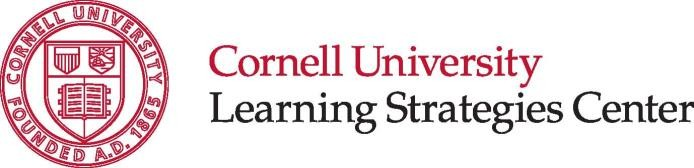 CORNELL UNIVERSITY
FOUNDED A.D. 1865
Cornell University
Learning Strategies Center